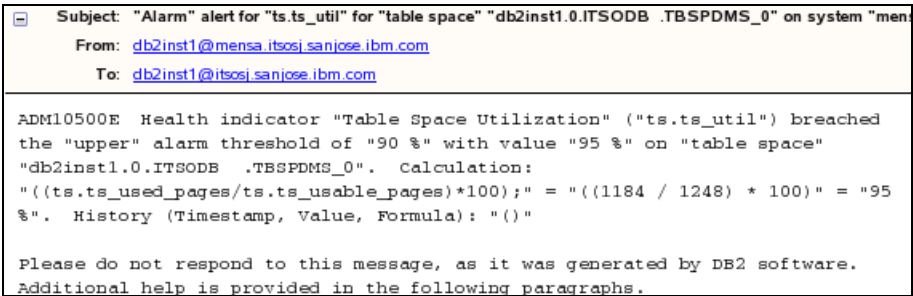 Subject: "Alarm" alert for "ts.ts_util" for "table space" "db2inst1.0.ITSODB .TBSPDMS_0" on system "mens
From: db2inst1@mensa.itsosj.sanjose.ibm.com
To: db2inst1@itsosj.sanjose.ibm.com
ADM10500E Health indicator "Table Space Utilization" ("ts.ts_util") breached
the "upper" alarm threshold of "90 %" with value "95 %" on "table space"
"db2inst1.0.ITSODB .TBSPDMS_0". Calculation:
"((ts.ts_used_pages/ts.ts_usable_pages)*100);" = "((1184 / 1248) * 100)" = "95
%". History (Timestamp, Value, Formula): "()"
Please do not respond to this message, as it was generated by DB2 software.
Additional help is provided in the following paragraphs.